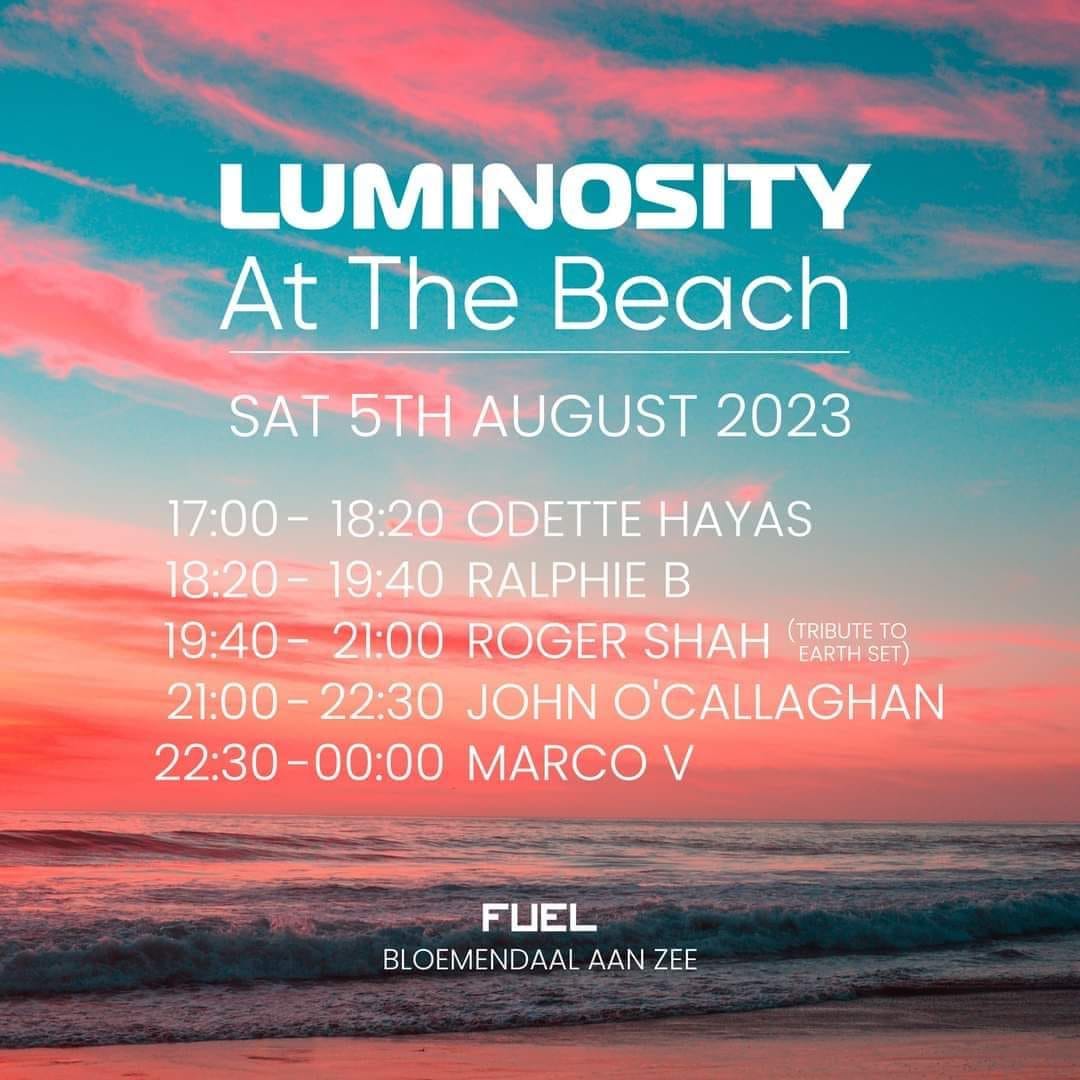 LUMINOSITY
At The Beach
SAT 5TH AUGUST 2023
17:00 - 18:20 ODETTE HAYAS
18:20 - 19:40 RALPHIE B
19:40 - 21:00 ROGER SHAH (TRIBUTE TO
EARTH SET)
21:00 - 22:30 JOHN O'CALLAGHAN
22:30 - 00:00 MARCO V
FUEL
BLOEMENDAAL AAN ZEE